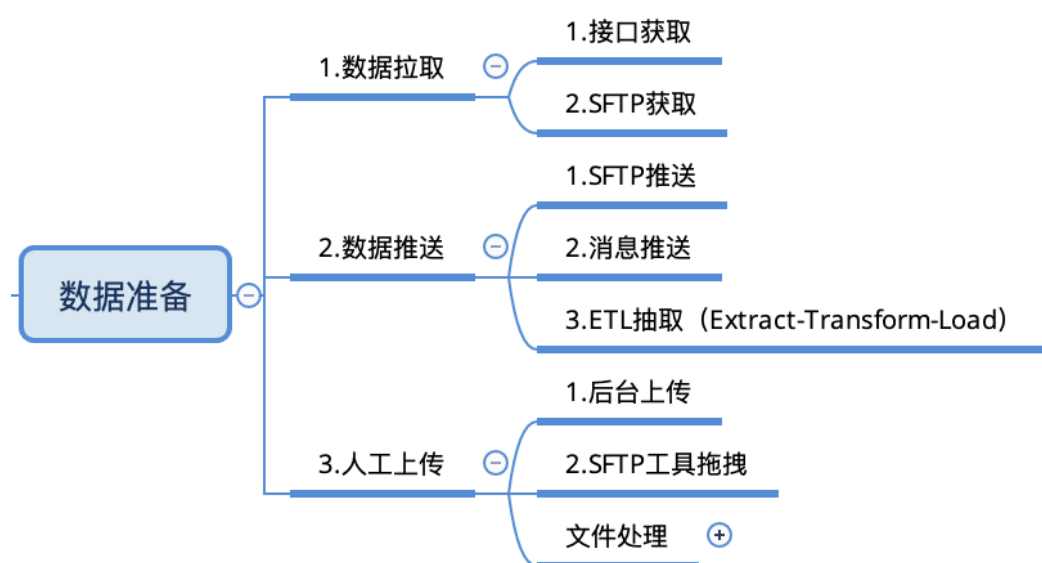 数据准备
1.数据拉取
1.接口获取
2.SFTP获取
2.数据推送
1.SFTP推送
2.消息推送
3.ETL抽取（Extract-Transform-Load）
3.人工上传
1.后台上传
2.SFTP工具拖拽
文件处理